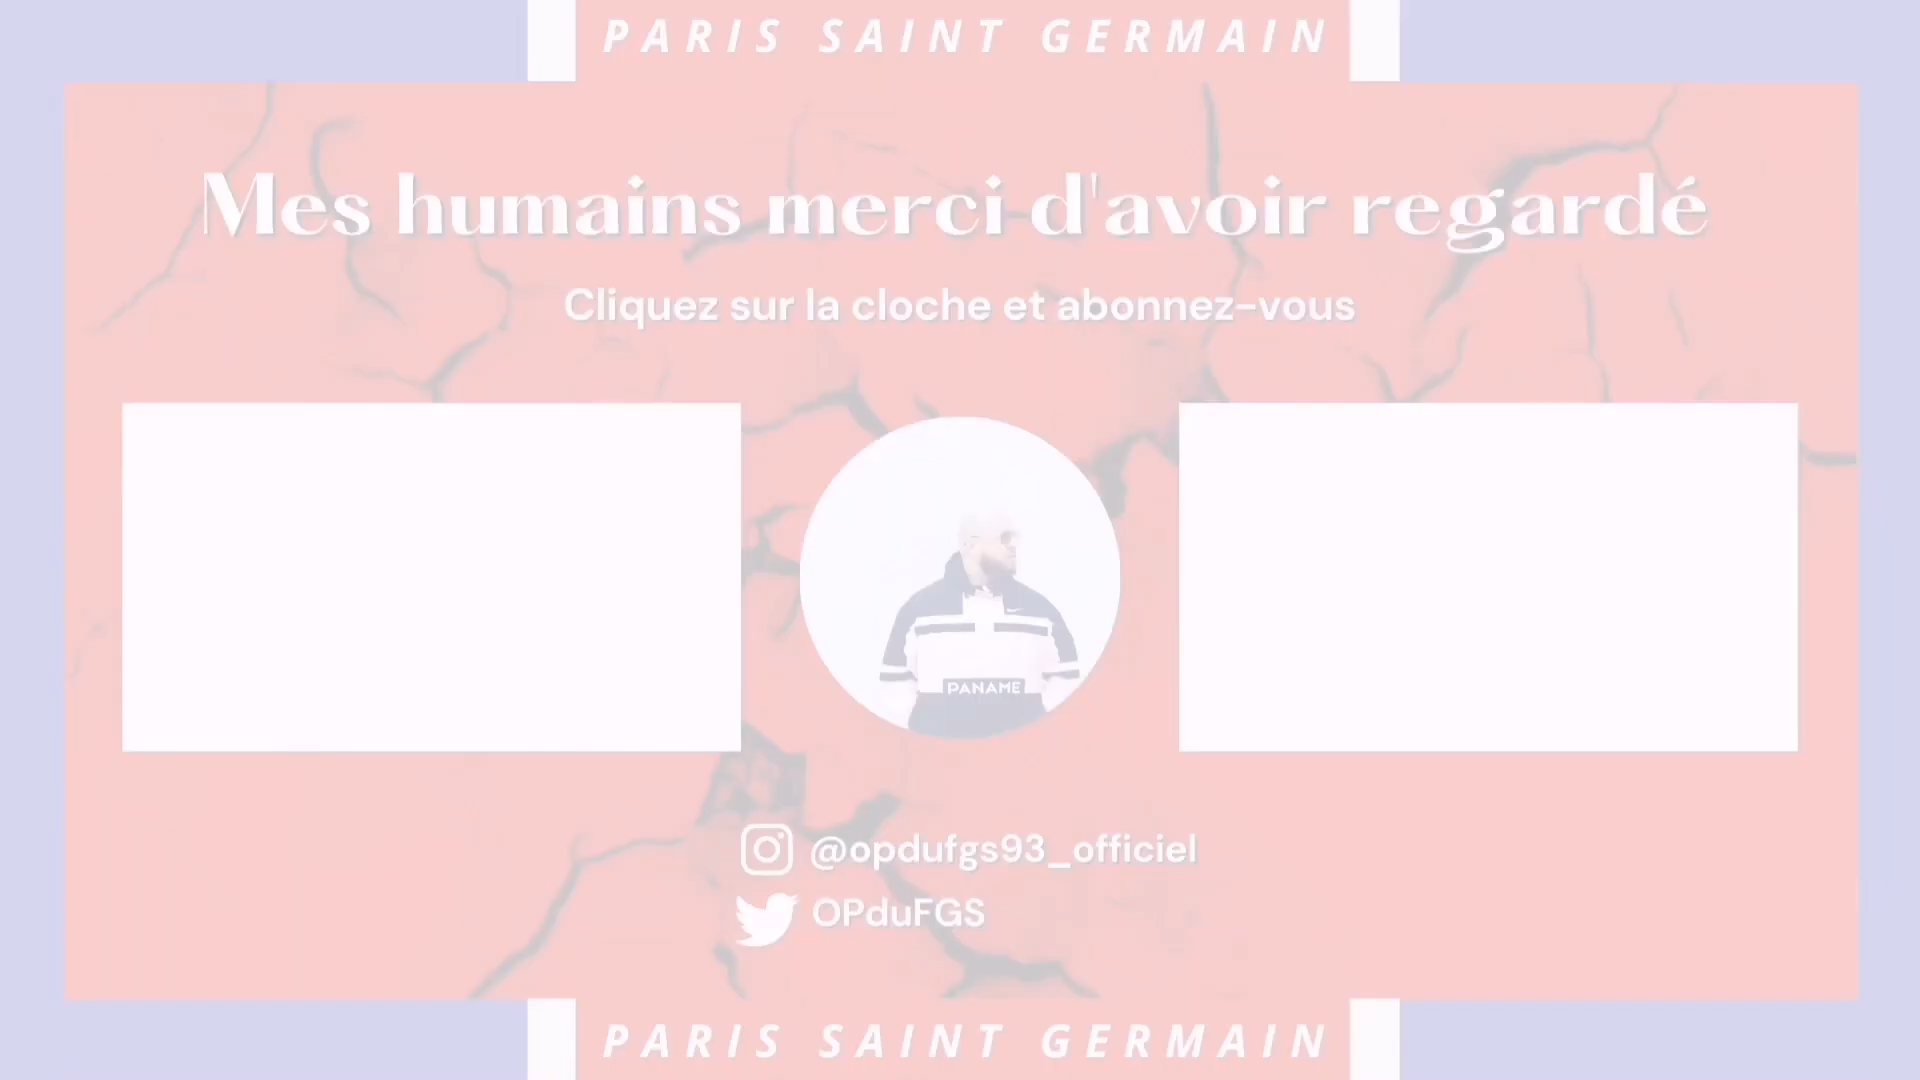 PARIS SAINT GERMAIN
Mes humains merci d'avoir regardé
Cliquez sur la cloche et abonnez-vous
PANAME
@opdufgs93_officiel
OPduFGS
PARIS SAINT GERMAIN